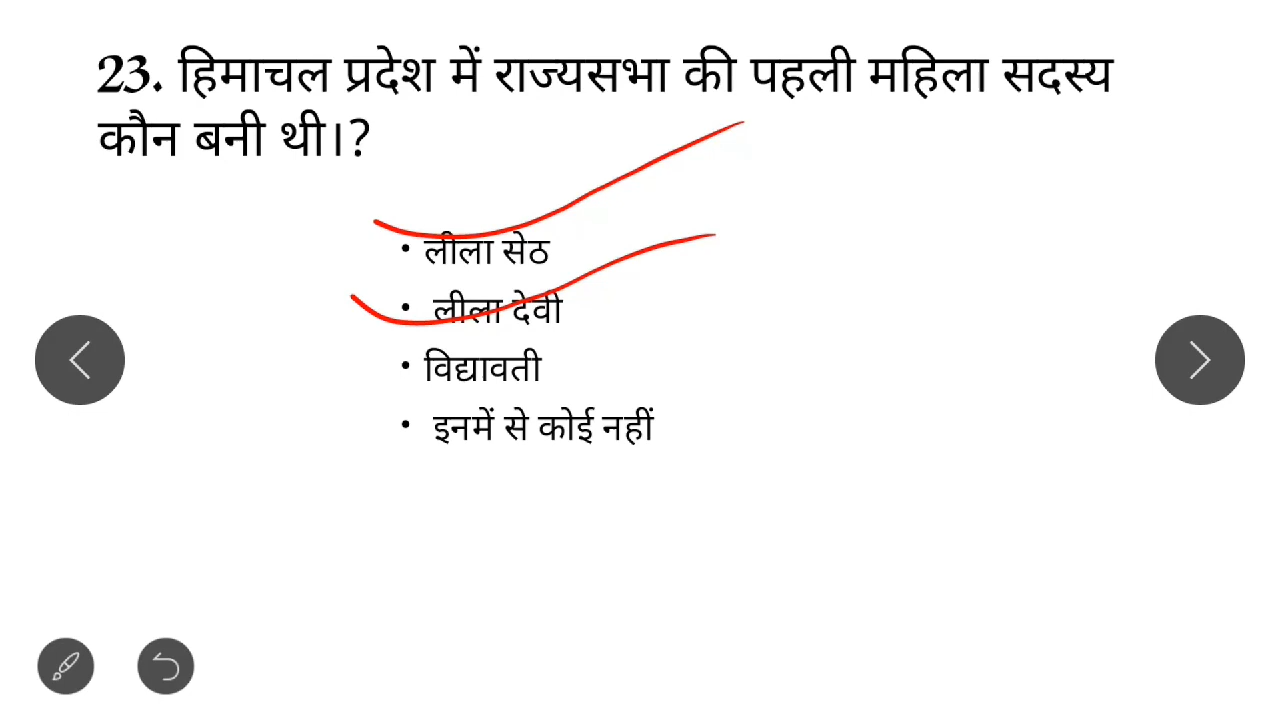 23. हिमाचल प्रदेश में राज्यसभा की पहली महिला सदस्य
कौन बनी थी।?
• लीला सेठ
• लीला देवी
• विद्यावती
• इनमें से कोई नहीं